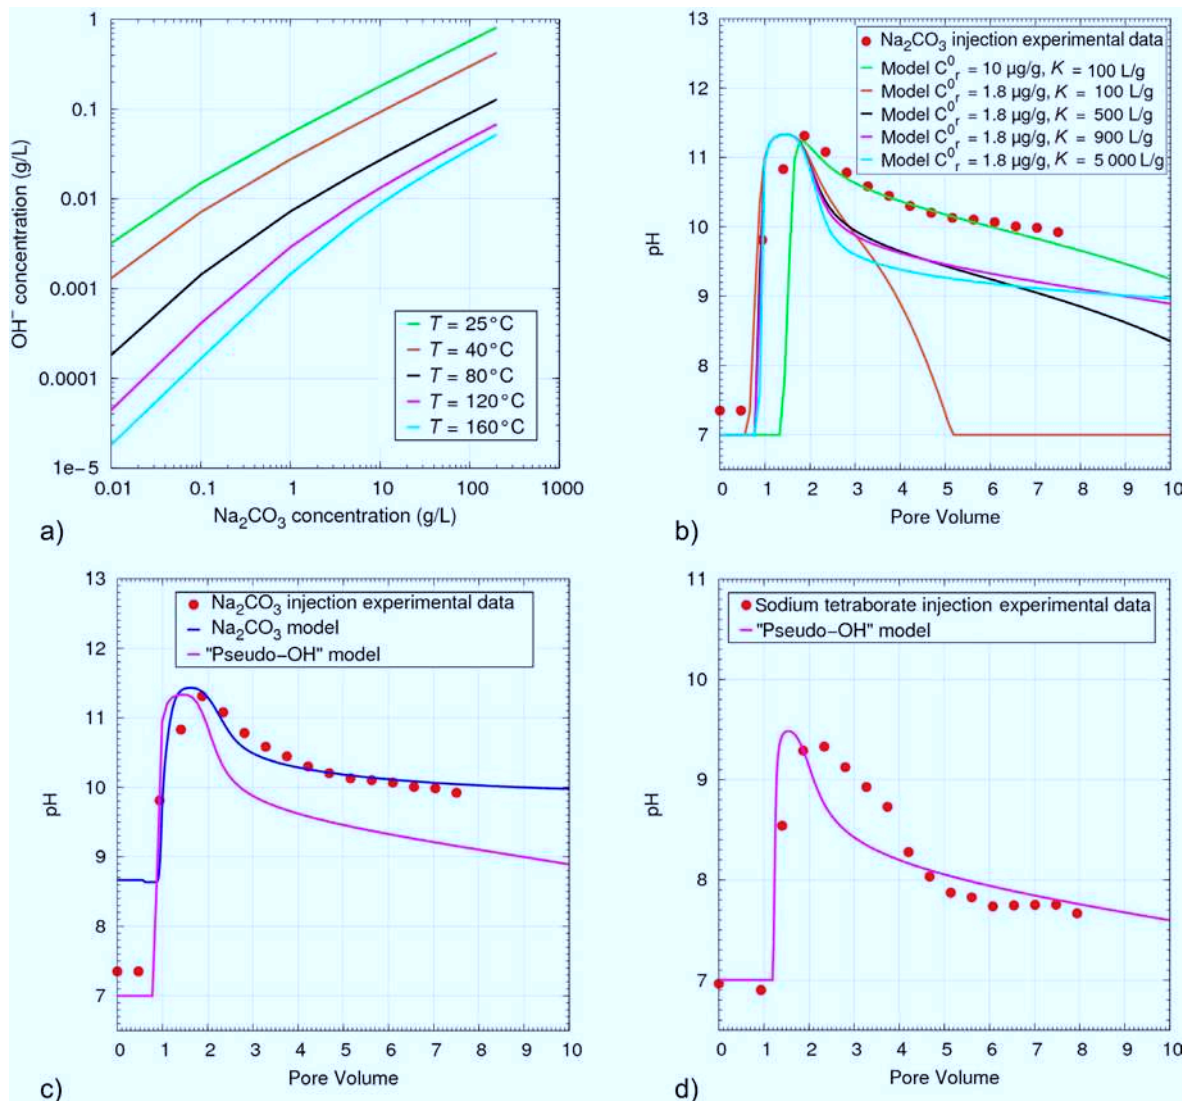 1
0.1
0.01
0.001
0.0001
1e-5
OH⁻ concentration (g/L)
T = 25°C
T = 40°C
T = 80°C
T = 120°C
T = 160°C
0.01 0.1 1 10 100 1000
Na₂CO₃ concentration (g/L)
a)
13
12
11
10
9
8
7
pH
Na₂CO₃ injection experimental data
Model C⁰ᵣ = 10 µg/g, K = 100 L/g
Model C⁰ᵣ = 1.8 µg/g, K = 100 L/g
Model C⁰ᵣ = 1.8 µg/g, K = 500 L/g
Model C⁰ᵣ = 1.8 µg/g, K = 900 L/g
Model C⁰ᵣ = 1.8 µg/g, K = 5 000 L/g
0 1 2 3 4 5 6 7 8 9 10
Pore Volume
b)
13
12
11
10
9
8
7
pH
Na₂CO₃ injection experimental data
Na₂CO₃ model
"Pseudo−OH" model
0 1 2 3 4 5 6 7 8 9 10
Pore Volume
c)
11
10
9
8
7
pH
Sodium tetraborate injection experimental data
"Pseudo−OH" model
0 1 2 3 4 5 6 7 8 9 10
Pore Volume
d)